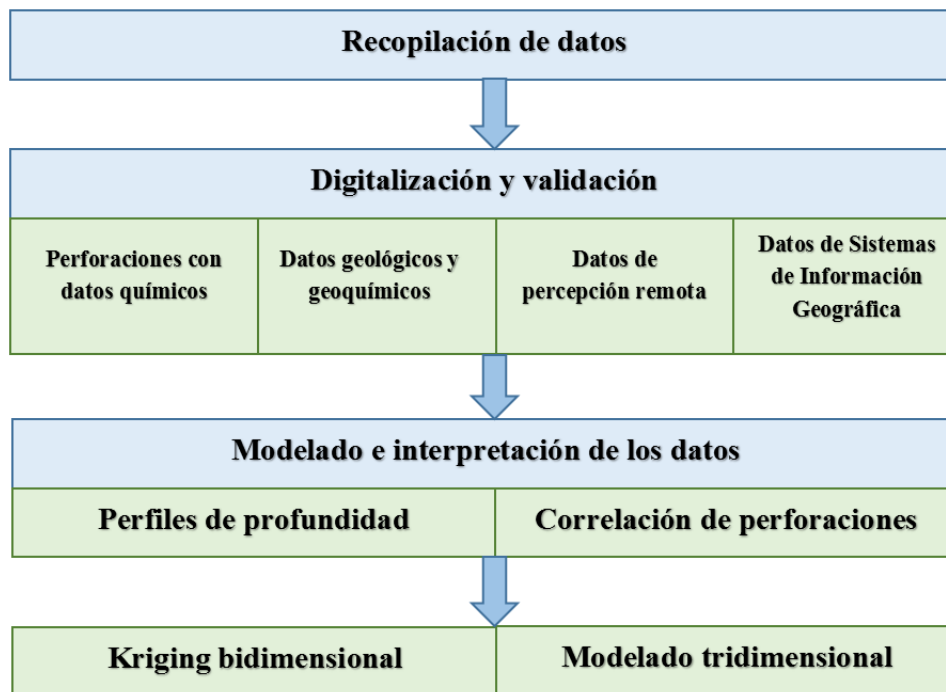 Recopilación de datos
Digitalización y validación
Perforaciones con
datos químicos
Datos geológicos y
geoquímicos
Datos de
percepción remota
Datos de Sistemas
de Información
Geográfica
Modelado e interpretación de los datos
Perfiles de profundidad
Correlación de perforaciones
Kriging bidimensional
Modelado tridimensional